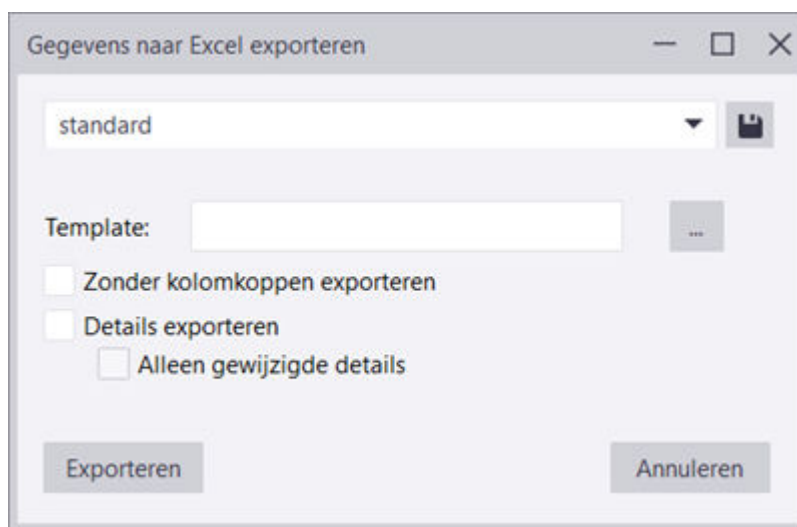 Gegevens naar Excel exporteren
standard
Template:
...
Zonder kolomkoppen exporteren
Details exporteren
Alleen gewijzigde details
Exporteren
Annuleren